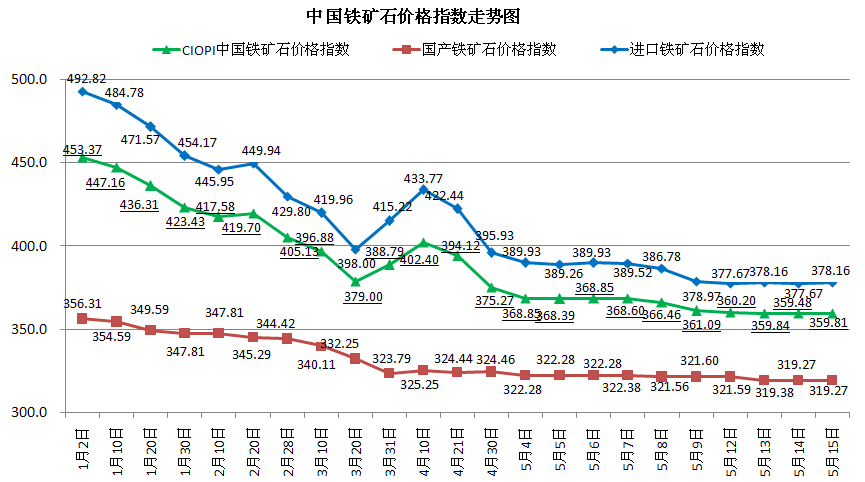 中国铁矿石价格指数走势图
CIOPI中国铁矿石价格指数 国产铁矿石价格指数 进口铁矿石价格指数
500.0
450.0
400.0
350.0
300.0
492.82 484.78 471.57 454.17 445.95 449.94 429.80 419.96 398.00 415.22 433.77 422.44 395.93 389.93 389.26 389.93 389.52 386.78 378.97 377.67 378.16 377.67 378.16
453.37 447.16 436.31 423.43 417.58 419.70 405.13 396.88 379.00 388.79 402.40 394.12 375.27 368.85 368.39 368.85 368.60 366.46 361.09 360.20 359.84 359.48 359.81
356.31 354.59 349.59 347.81 347.81 345.29 344.42 340.11 332.25 323.79 325.25 324.44 324.46 322.28 322.28 322.28 322.38 321.56 321.60 321.59 319.38 319.27 319.27
1月2日 1月10日 1月20日 1月30日 2月10日 2月20日 2月28日 3月10日 3月20日 3月31日 4月10日 4月21日 4月30日 5月4日 5月5日 5月6日 5月7日 5月8日 5月9日 5月12日 5月13日 5月14日 5月15日